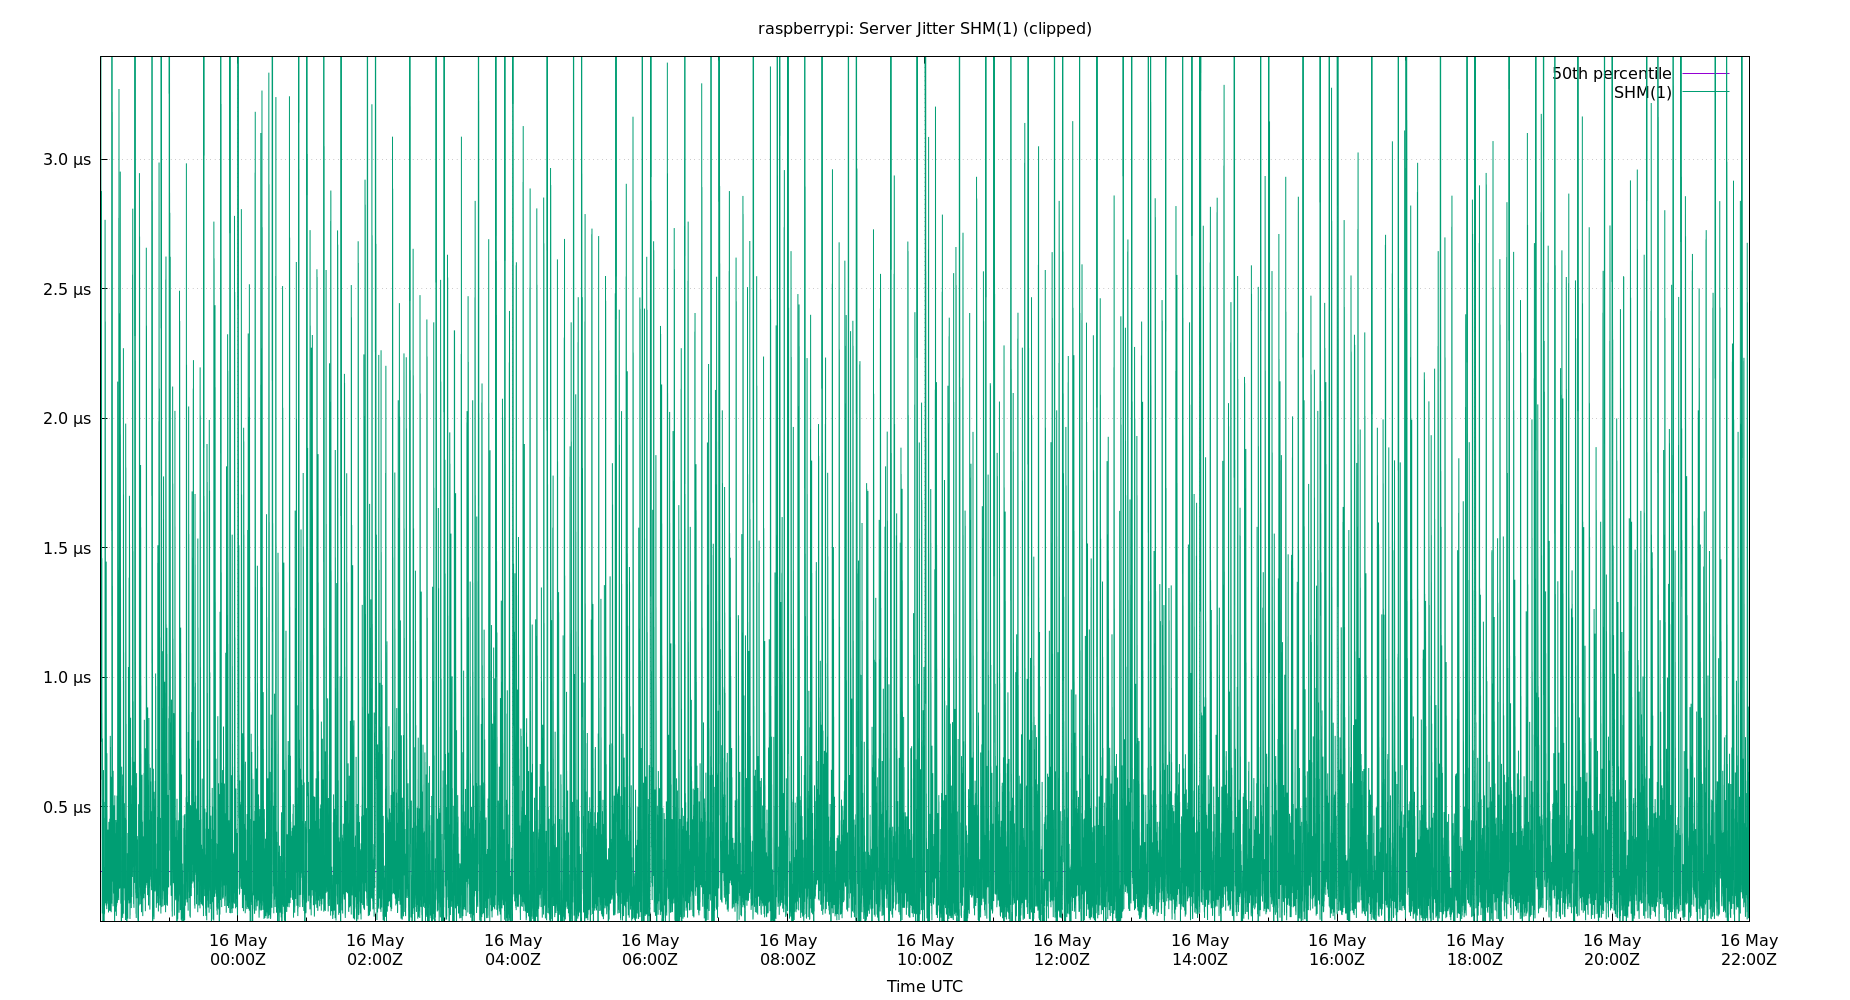 raspberrypi: Server Jitter SHM(1) (clipped)
50th percentile
SHM(1)
3.0 µs
2.5 µs
2.0 µs
1.5 µs
1.0 µs
0.5 µs
16 May 16 May 16 May 16 May 16 May 16 May 16 May 16 May 16 May 16 May 16 May 16 May
00:00Z 02:00Z 04:00Z 06:00Z 08:00Z 10:00Z 12:00Z 14:00Z 16:00Z 18:00Z 20:00Z 22:00Z
Time UTC